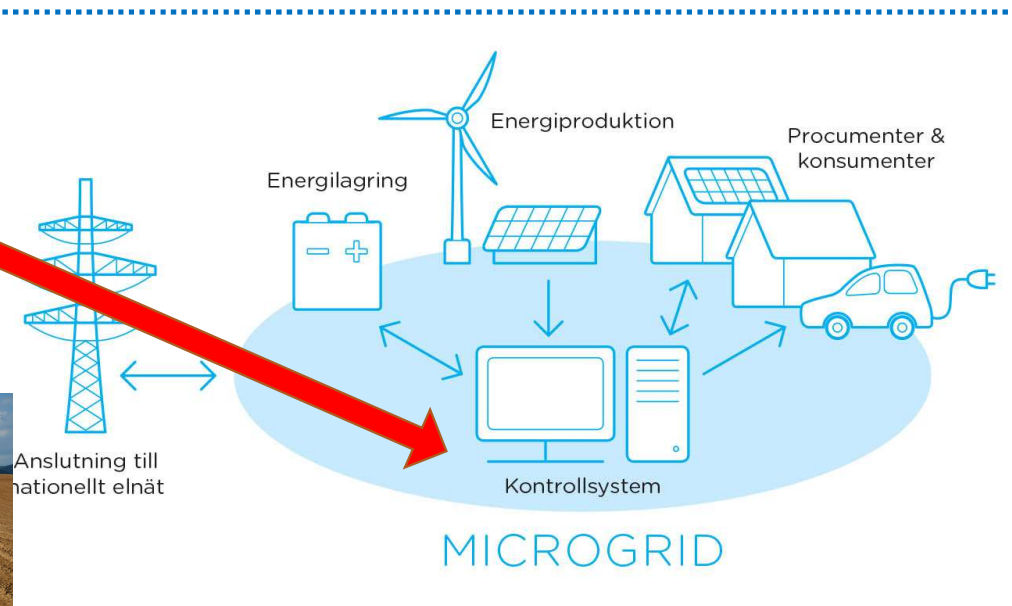 Energiproduktion
Procumenter &
konsumenter
Energilagring
Anslutning till
nationellt elnät
Kontrollsystem
MICROGRID